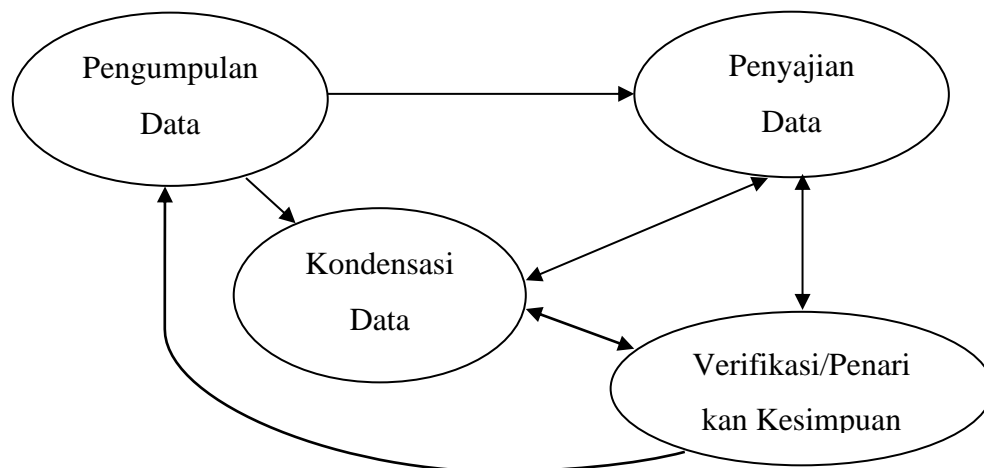 Pengumpulan
Data
Penyajian
Data
Kondensasi
Data
Verifikasi/Penari
kan Kesimpuan